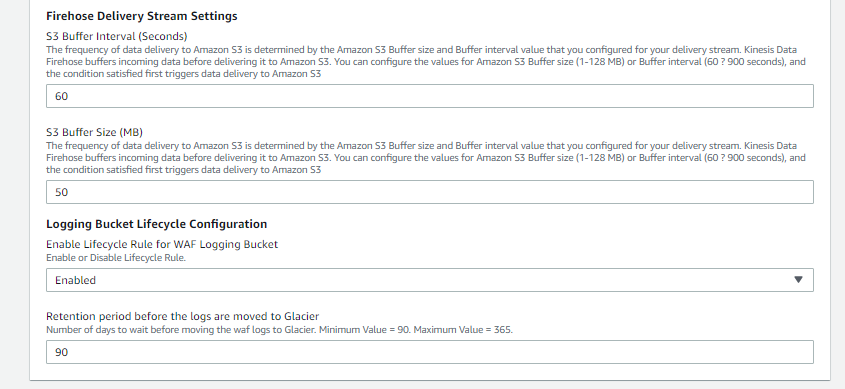 Firehose Delivery Stream Settings
S3 Buffer Interval (Seconds)
The frequency of data delivery to Amazon S3 is determined by the Amazon S3 Buffer size and Buffer interval value that you configured for your delivery stream. Kinesis Data
Firehose buffers incoming data before delivering it to Amazon S3. You can configure the values for Amazon S3 Buffer size (1-128 MB) or Buffer interval (60 ? 900 seconds), and
the condition satisfied first triggers data delivery to Amazon S3
60
S3 Buffer Size (MB)
The frequency of data delivery to Amazon S3 is determined by the Amazon S3 Buffer size and Buffer interval value that you configured for your delivery stream. Kinesis Data
Firehose buffers incoming data before delivering it to Amazon S3. You can configure the values for Amazon S3 Buffer size (1-128 MB) or Buffer interval (60 ? 900 seconds), and
the condition satisfied first triggers data delivery to Amazon S3
50
Logging Bucket Lifecycle Configuration
Enable Lifecycle Rule for WAF Logging Bucket
Enable or Disable Lifecycle Rule.
Enabled
Retention period before the logs are moved to Glacier
Number of days to wait before moving the waf logs to Glacier. Minimum Value = 90. Maximum Value = 365.
90